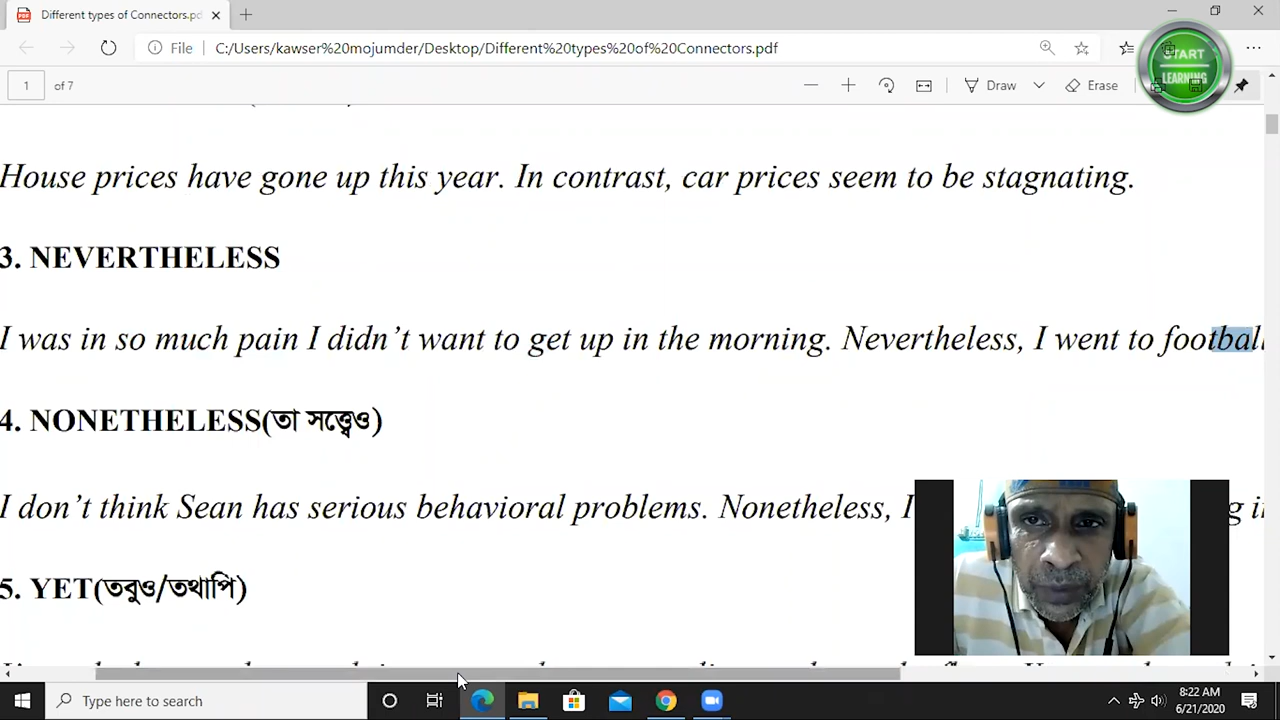 Different types of Connectors.pd
File
C:/Users/kawser%20mojumder/Desktop/Different%20types%20of%20Connectors.pdf
START
LEARNING
1 of 7
Draw
Erase
House prices have gone up this year. In contrast, car prices seem to be stagnating.
3. NEVERTHELESS
I was in so much pain I didn’t want to get up in the morning. Nevertheless, I went to football
4. NONETHELESS(তা সত্ত্বেও)
I don’t think Sean has serious behavioral problems. Nonetheless, I
5. YET(তবুও/তথাপি)
Type here to search
8:22 AM
6/21/2020